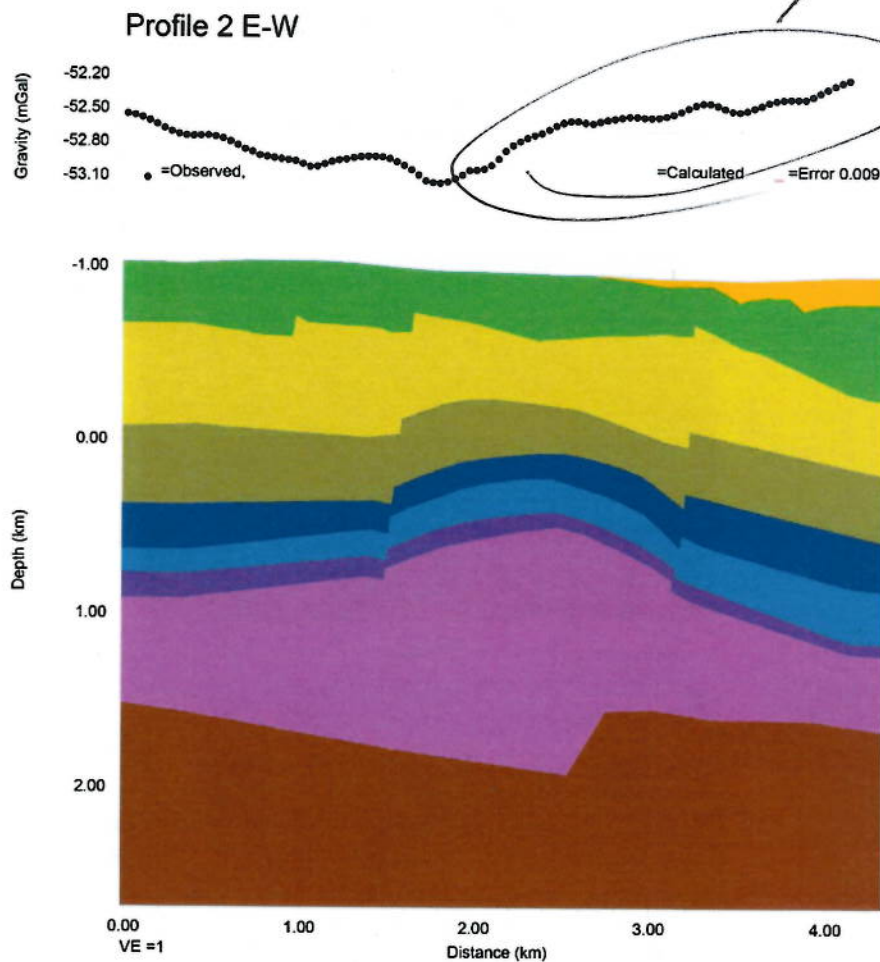 Profile 2 E-W
Gravity (mGal)
-52.20
-52.50
-52.80
-53.10
=Observed, =Calculated =Error 0.009
Depth (km)
-1.00
0.00
1.00
2.00
0.00 1.00 2.00 3.00 4.00
VE =1
Distance (km)